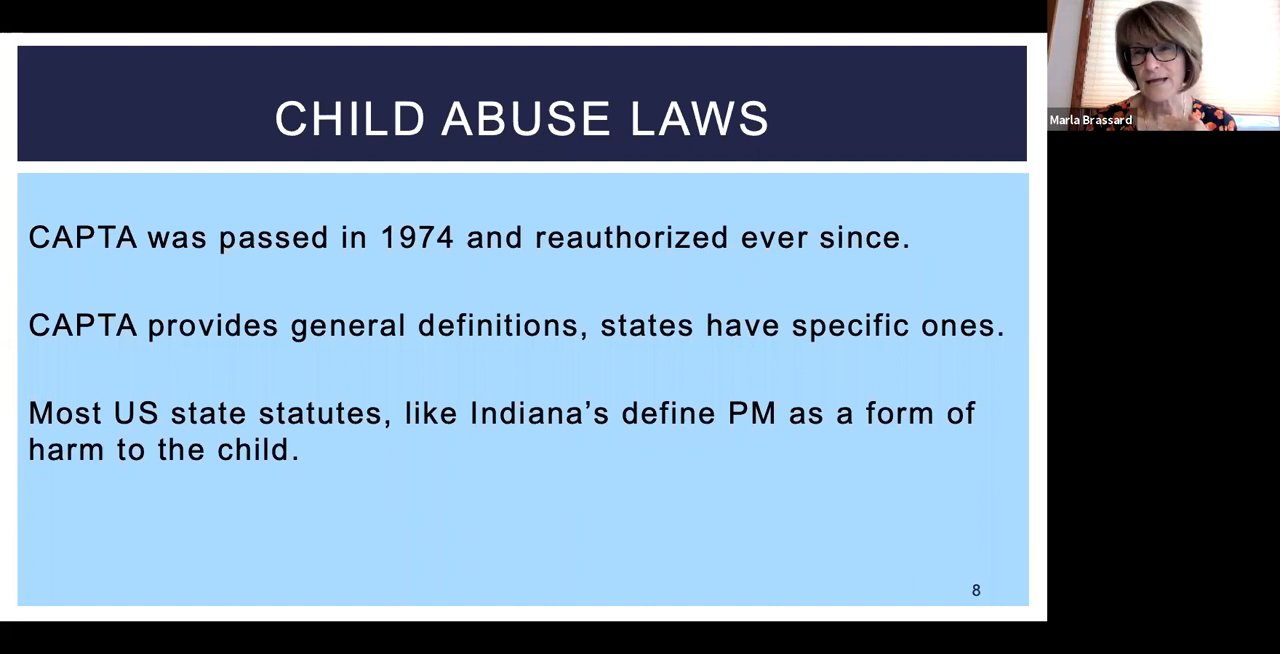 CHILD ABUSE LAWS
Marla Brassard
CAPTA was passed in 1974 and reauthorized ever since.
CAPTA provides general definitions, states have specific ones.
Most US state statutes, like Indiana’s define PM as a form of
harm to the child.
8